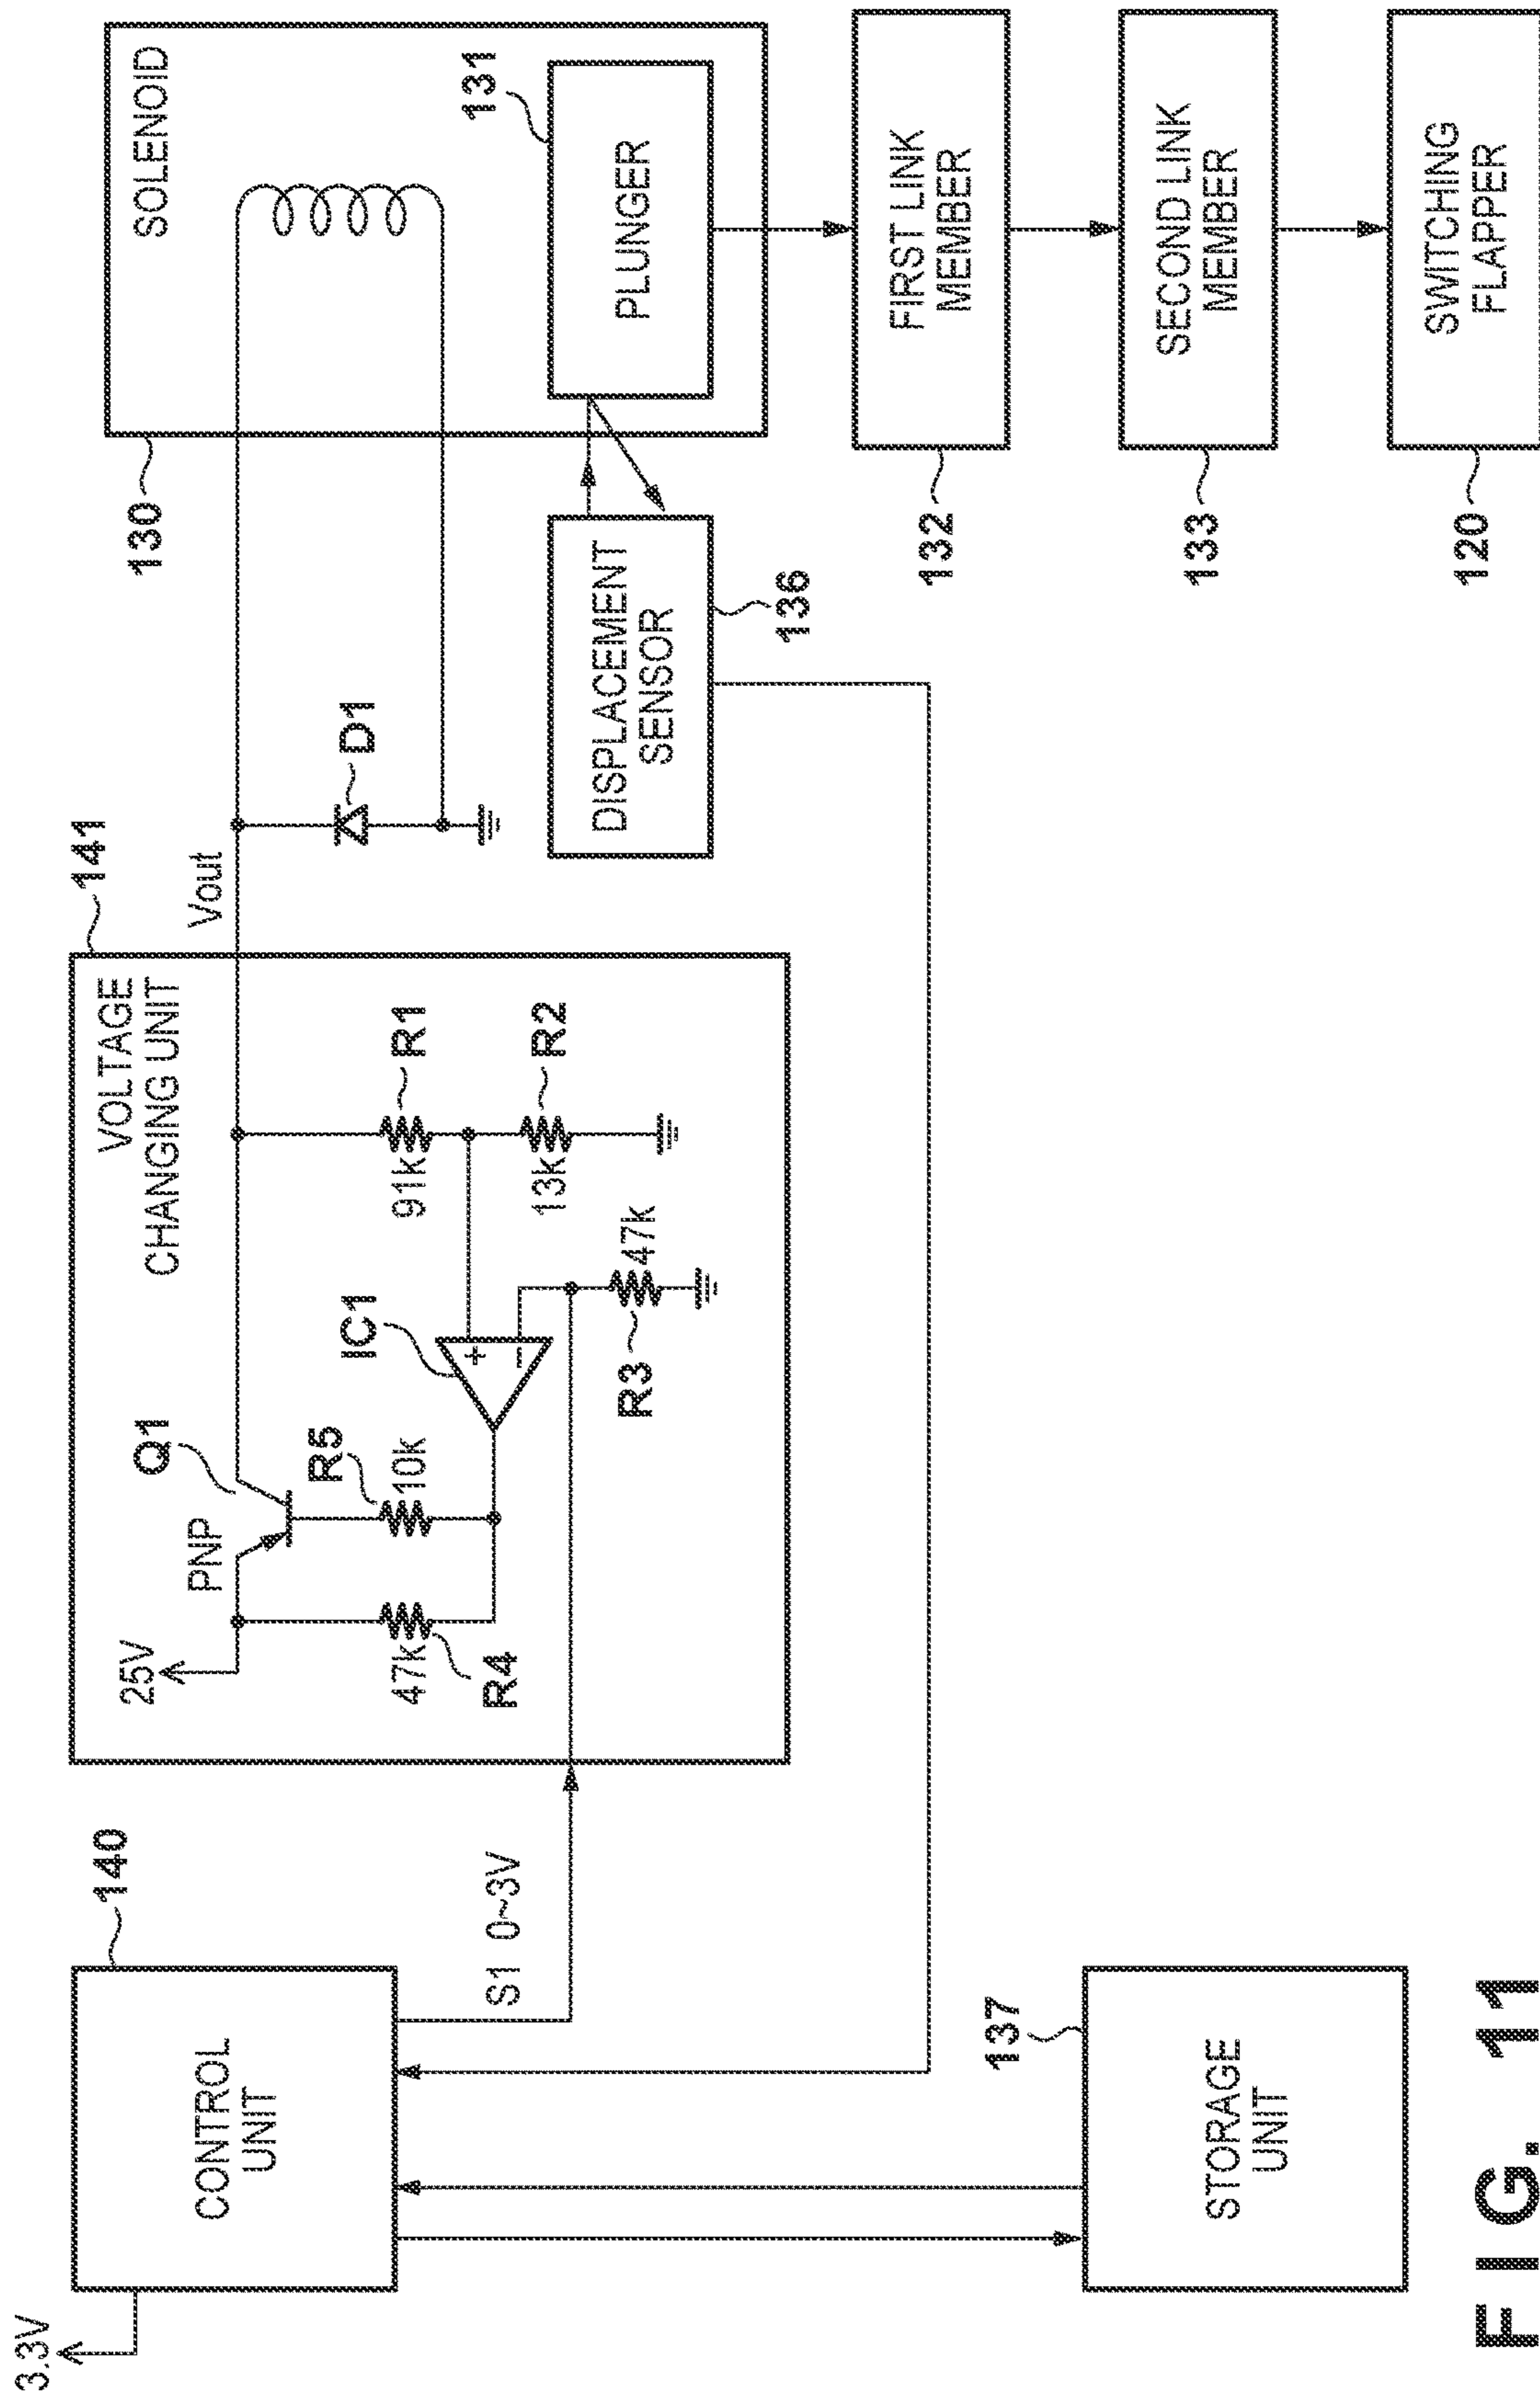 3.3V
140
CONTROL
UNIT
S1 0~3V
137
STORAGE
UNIT
141
VOLTAGE
CHANGING UNIT
25V
PNP
Q1
47k
R4
R5
10k
IC1
+
−
R3
47k
91k
R1
13k
R2
Vout
D1
130
SOLENOID
131
PLUNGER
DISPLACEMENT
SENSOR
136
132
FIRST LINK
MEMBER
133
SECOND LINK
MEMBER
120
SWITCHING
FLAPPER
FIG. 11